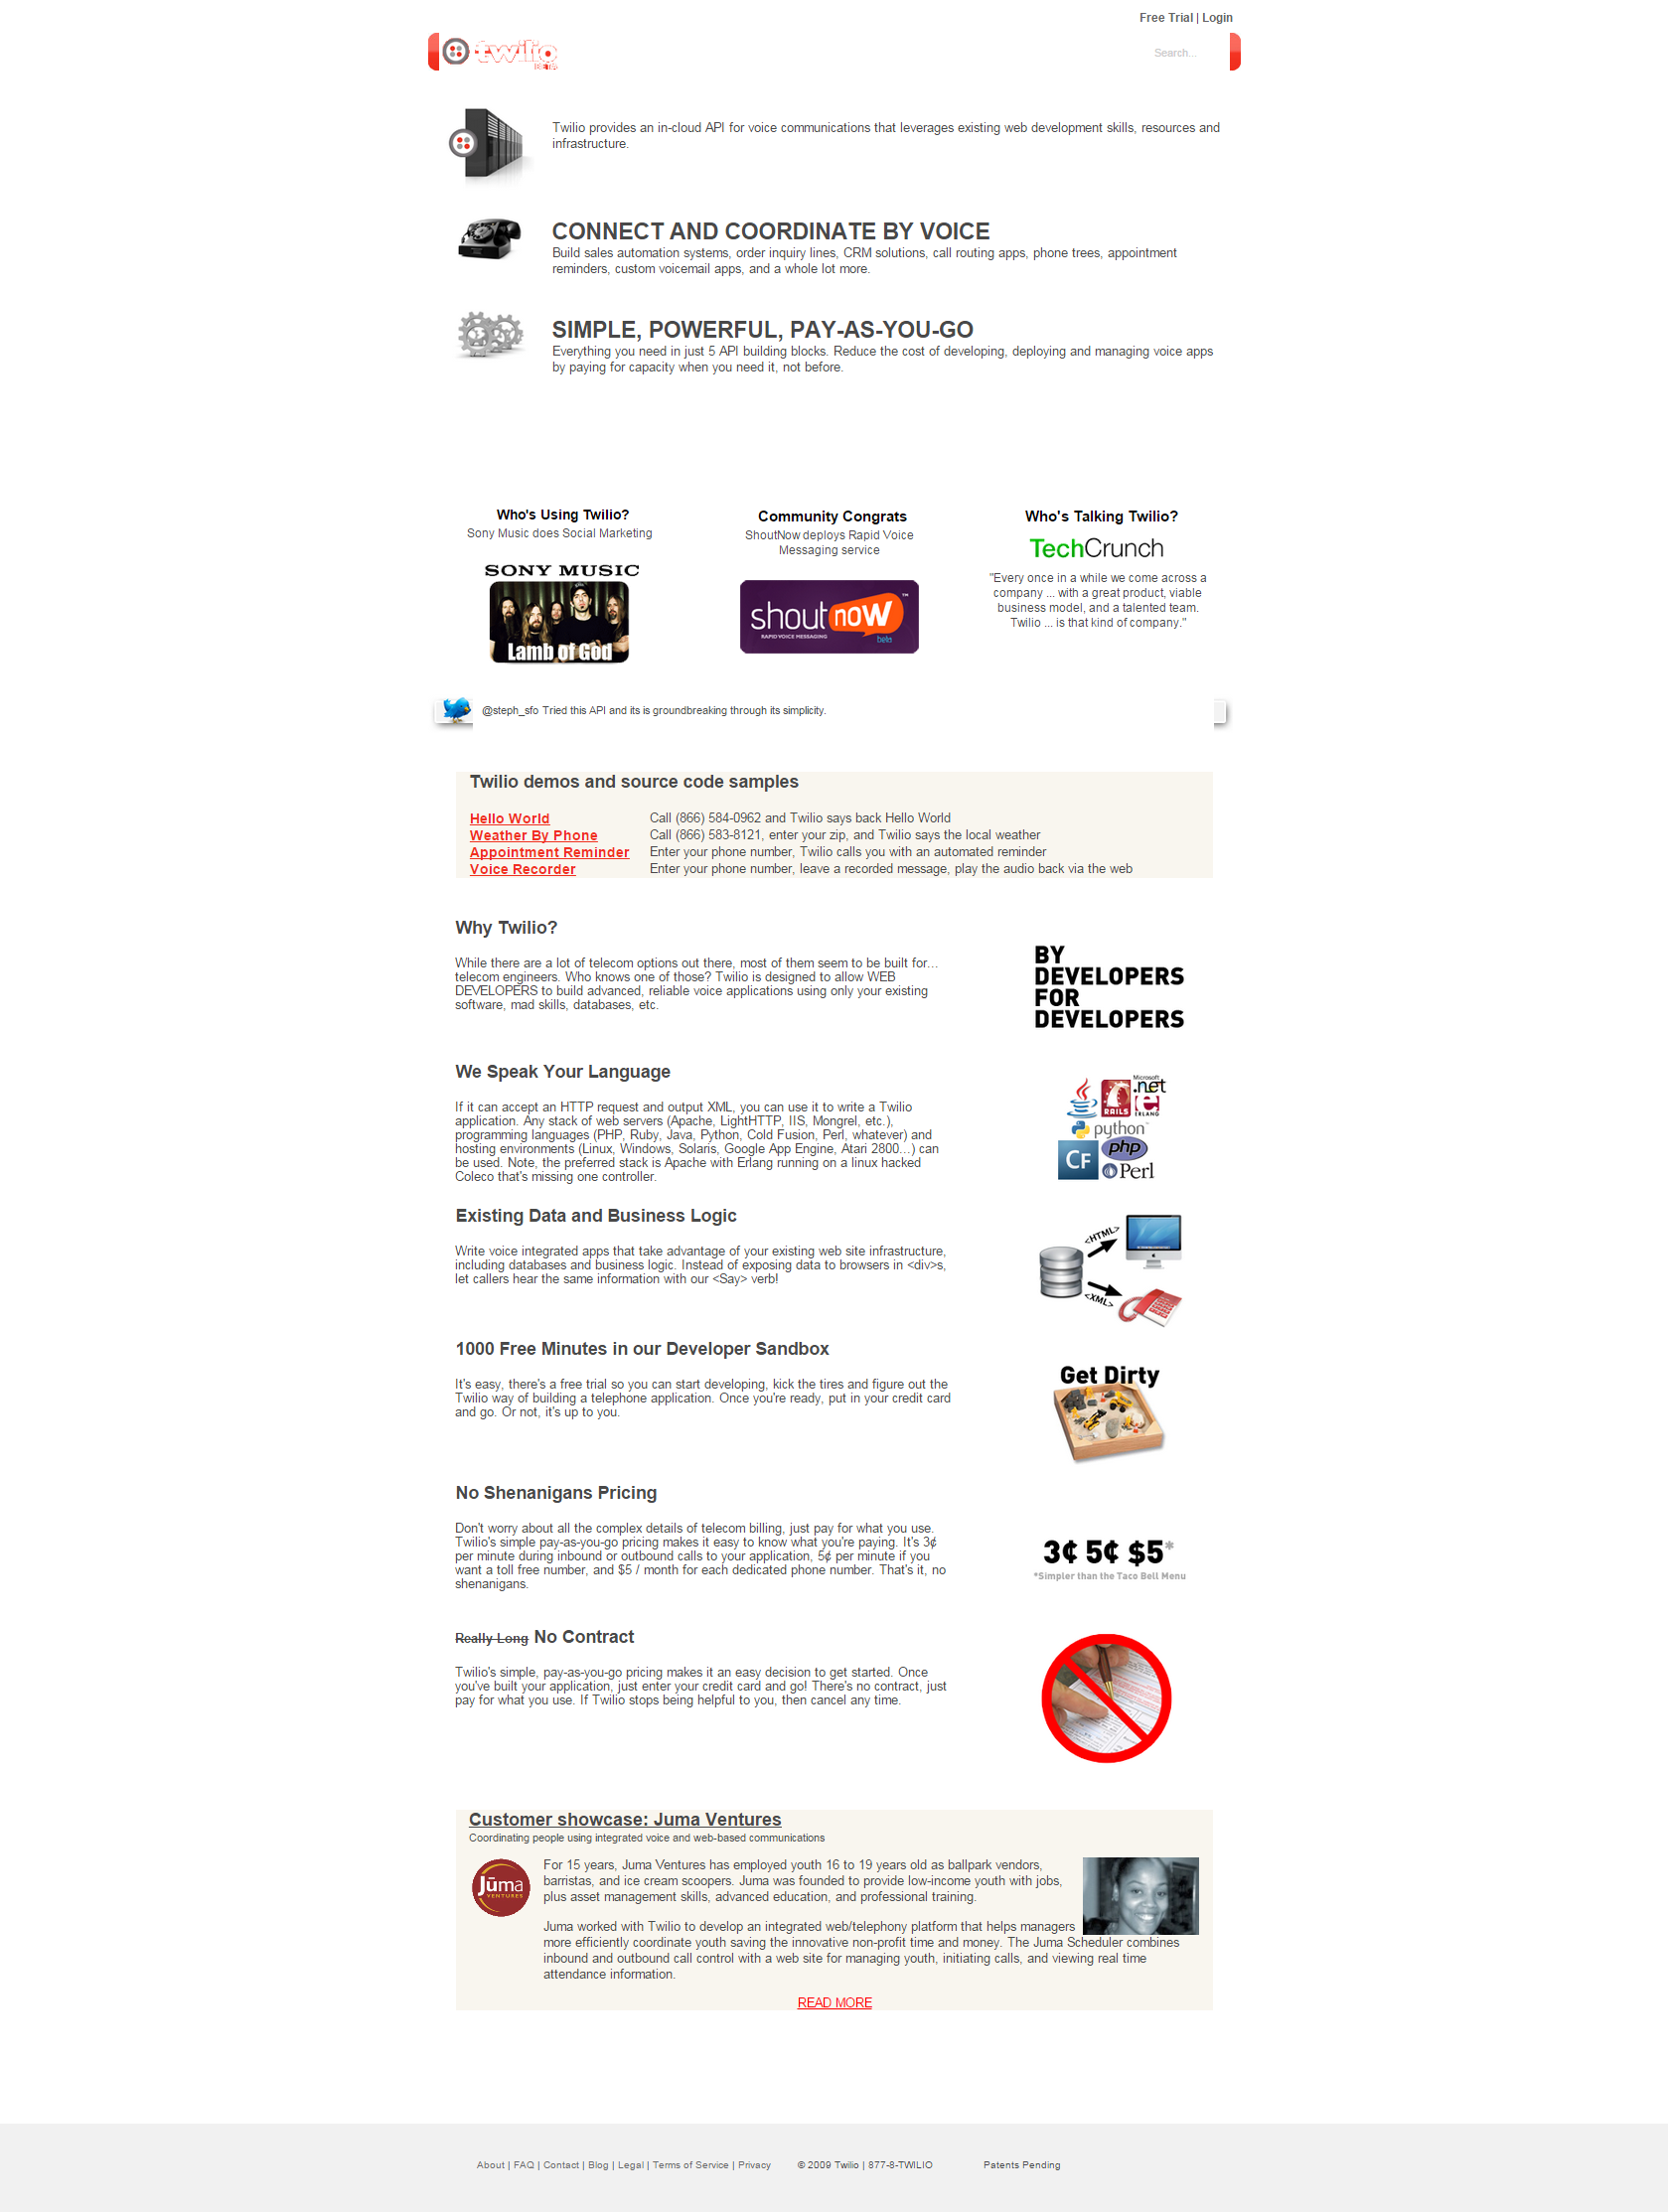 Free Trial | Login
twilio
BETA
Search...
Twilio provides an in-cloud API for voice communications that leverages existing web development skills, resources and
infrastructure.
CONNECT AND COORDINATE BY VOICE
Build sales automation systems, order inquiry lines, CRM solutions, call routing apps, phone trees, appointment
reminders, custom voicemail apps, and a whole lot more.
SIMPLE, POWERFUL, PAY-AS-YOU-GO
Everything you need in just 5 API building blocks. Reduce the cost of developing, deploying and managing voice apps
by paying for capacity when you need it, not before.
Who's Using Twilio?
Sony Music does Social Marketing
SONY MUSIC
Lamb of God
Community Congrats
ShoutNow deploys Rapid Voice
Messaging service
shout now™
RAPID VOICE MESSAGING
beta
Who's Talking Twilio?
TechCrunch
"Every once in a while we come across a
company ... with a great product, viable
business model, and a talented team.
Twilio ... is that kind of company."
@steph_sfo Tried this API and its is groundbreaking through its simplicity.
Twilio demos and source code samples
Hello World Call (866) 584-0962 and Twilio says back Hello World
Weather By Phone Call (866) 583-8121, enter your zip, and Twilio says the local weather
Appointment Reminder Enter your phone number, Twilio calls you with an automated reminder
Voice Recorder Enter your phone number, leave a recorded message, play the audio back via the web
Why Twilio?
While there are a lot of telecom options out there, most of them seem to be built for...
telecom engineers. Who knows one of those? Twilio is designed to allow WEB
DEVELOPERS to build advanced, reliable voice applications using only your existing
software, mad skills, databases, etc.
BY
DEVELOPERS
FOR
DEVELOPERS
We Speak Your Language
If it can accept an HTTP request and output XML, you can use it to write a Twilio
application. Any stack of web servers (Apache, LightHTTP, IIS, Mongrel, etc.),
programming languages (PHP, Ruby, Java, Python, Cold Fusion, Perl, whatever) and
hosting environments (Linux, Windows, Solaris, Google App Engine, Atari 2800...) can
be used. Note, the preferred stack is Apache with Erlang running on a linux hacked
Coleco that's missing one controller.
Microsoft
.net
RAILS
e
ERLANG
python™
CF
php
Perl
Existing Data and Business Logic
Write voice integrated apps that take advantage of your existing web site infrastructure,
including databases and business logic. Instead of exposing data to browsers in <div>s,
let callers hear the same information with our <Say> verb!
<HTML>
<XML>
1000 Free Minutes in our Developer Sandbox
It's easy, there's a free trial so you can start developing, kick the tires and figure out the
Twilio way of building a telephone application. Once you're ready, put in your credit card
and go. Or not, it's up to you.
Get Dirty
No Shenanigans Pricing
Don't worry about all the complex details of telecom billing, just pay for what you use.
Twilio's simple pay-as-you-go pricing makes it easy to know what you're paying. It's 3¢
per minute during inbound or outbound calls to your application, 5¢ per minute if you
want a toll free number, and $5 / month for each dedicated phone number. That's it, no
shenanigans.
3¢ 5¢ $5*
*Simpler than the Taco Bell Menu
Really Long No Contract
Twilio's simple, pay-as-you-go pricing makes it an easy decision to get started. Once
you've built your application, just enter your credit card and go! There's no contract, just
pay for what you use. If Twilio stops being helpful to you, then cancel any time.
Customer showcase: Juma Ventures
Coordinating people using integrated voice and web-based communications
Jūma
VENTURES
For 15 years, Juma Ventures has employed youth 16 to 19 years old as ballpark vendors,
barristas, and ice cream scoopers. Juma was founded to provide low-income youth with jobs,
plus asset management skills, advanced education, and professional training.
Juma worked with Twilio to develop an integrated web/telephony platform that helps managers
more efficiently coordinate youth saving the innovative non-profit time and money. The Juma Scheduler combines
inbound and outbound call control with a web site for managing youth, initiating calls, and viewing real time
attendance information.
READ MORE
About | FAQ | Contact | Blog | Legal | Terms of Service | Privacy © 2009 Twilio | 877-8-TWILIO Patents Pending